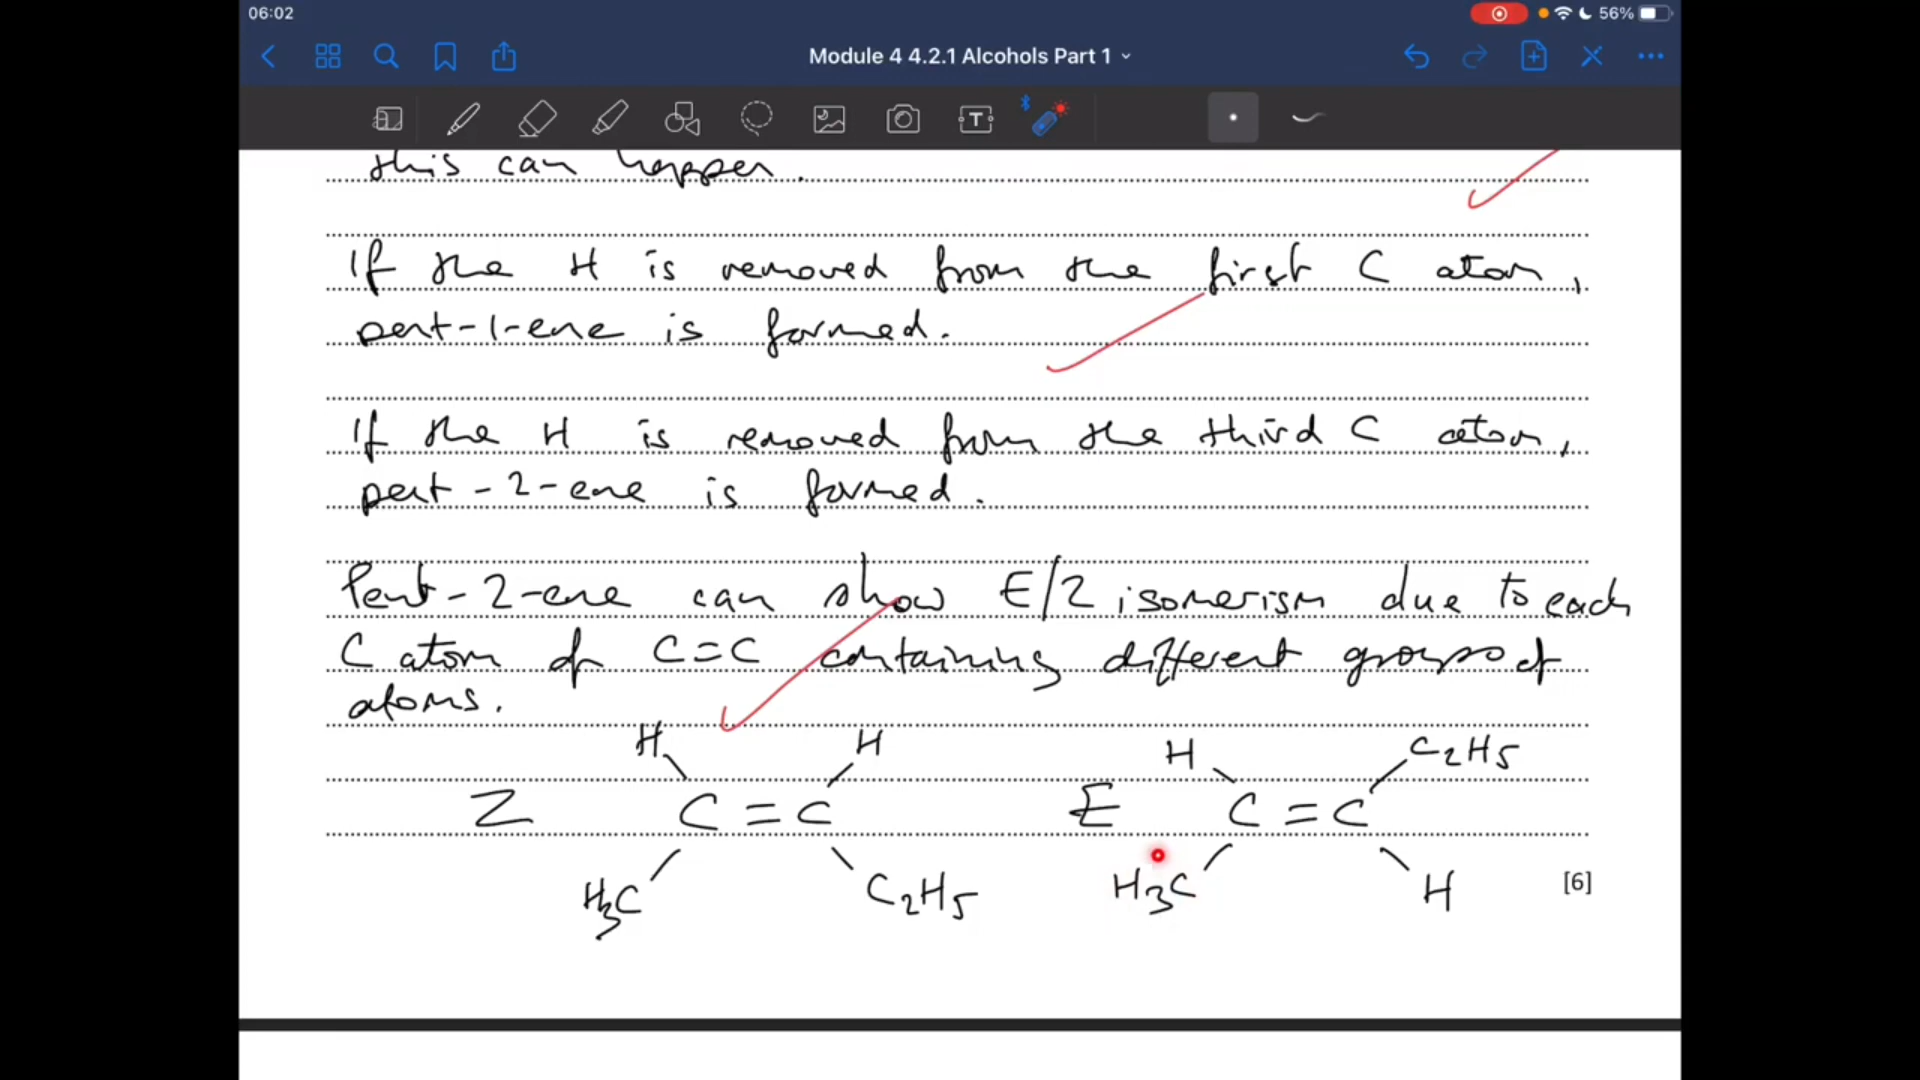 06:02
56%
Module 4 4.2.1 Alcohols Part 1
this can happen.
If the H is removed from the first C atom,
pent-1-ene is formed.
If the H is removed from the third C atom,
pent-2-ene is formed.
Pent-2-ene can show E/Z isomerism due to each
C atom of C=C containing different groups of
atoms.
H H H C2H5
Z C=C E C=C
H3C C2H5 H3C H
[6]